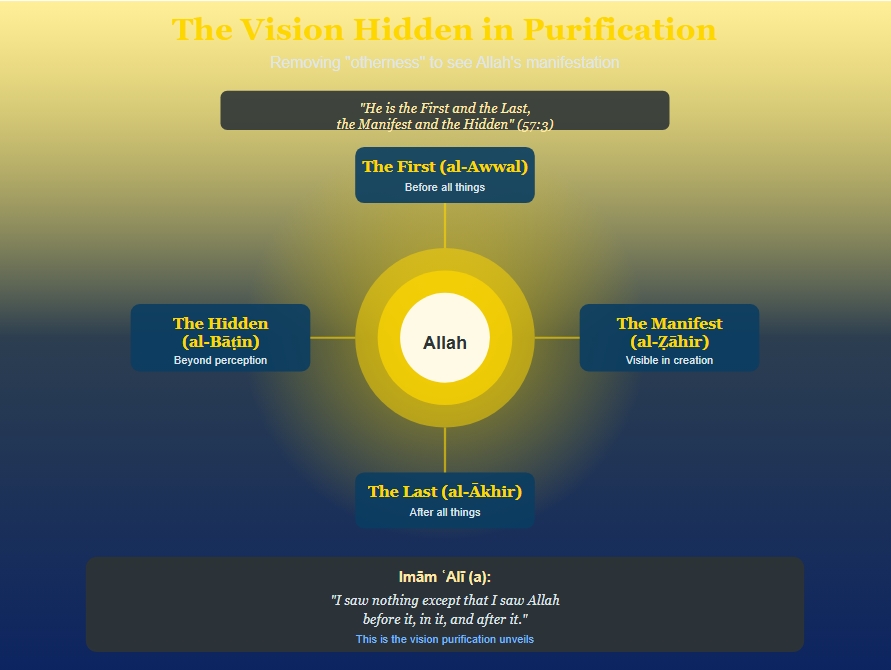 The Vision Hidden in Purification
Removing "otherness" to see Allah's manifestation
"He is the First and the Last,
the Manifest and the Hidden" (57:3)
The First (al-Awwal)
Before all things
The Hidden
(al-Bāṭin)
Beyond perception
Allah
The Manifest
(al-Ẓāhir)
Visible in creation
The Last (al-Ākhir)
After all things
Imām ʿAlī (a):
"I saw nothing except that I saw Allah
before it, in it, and after it."
This is the vision purification unveils